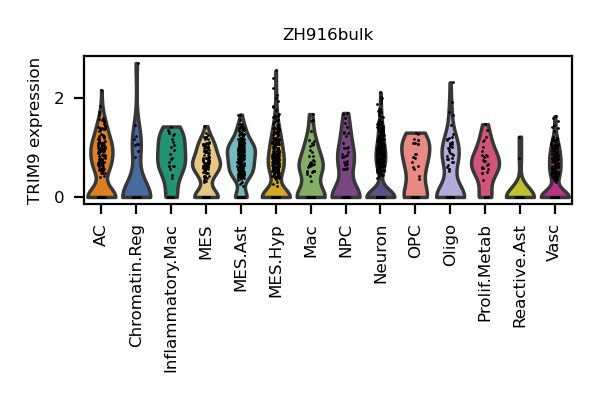 ZH916bulk
TRIM9 expression
2
0
AC
Chromatin.Reg
Inflammatory.Mac
MES
MES.Ast
MES.Hyp
Mac
NPC
Neuron
OPC
Oligo
Prolif.Metab
Reactive.Ast
Vasc